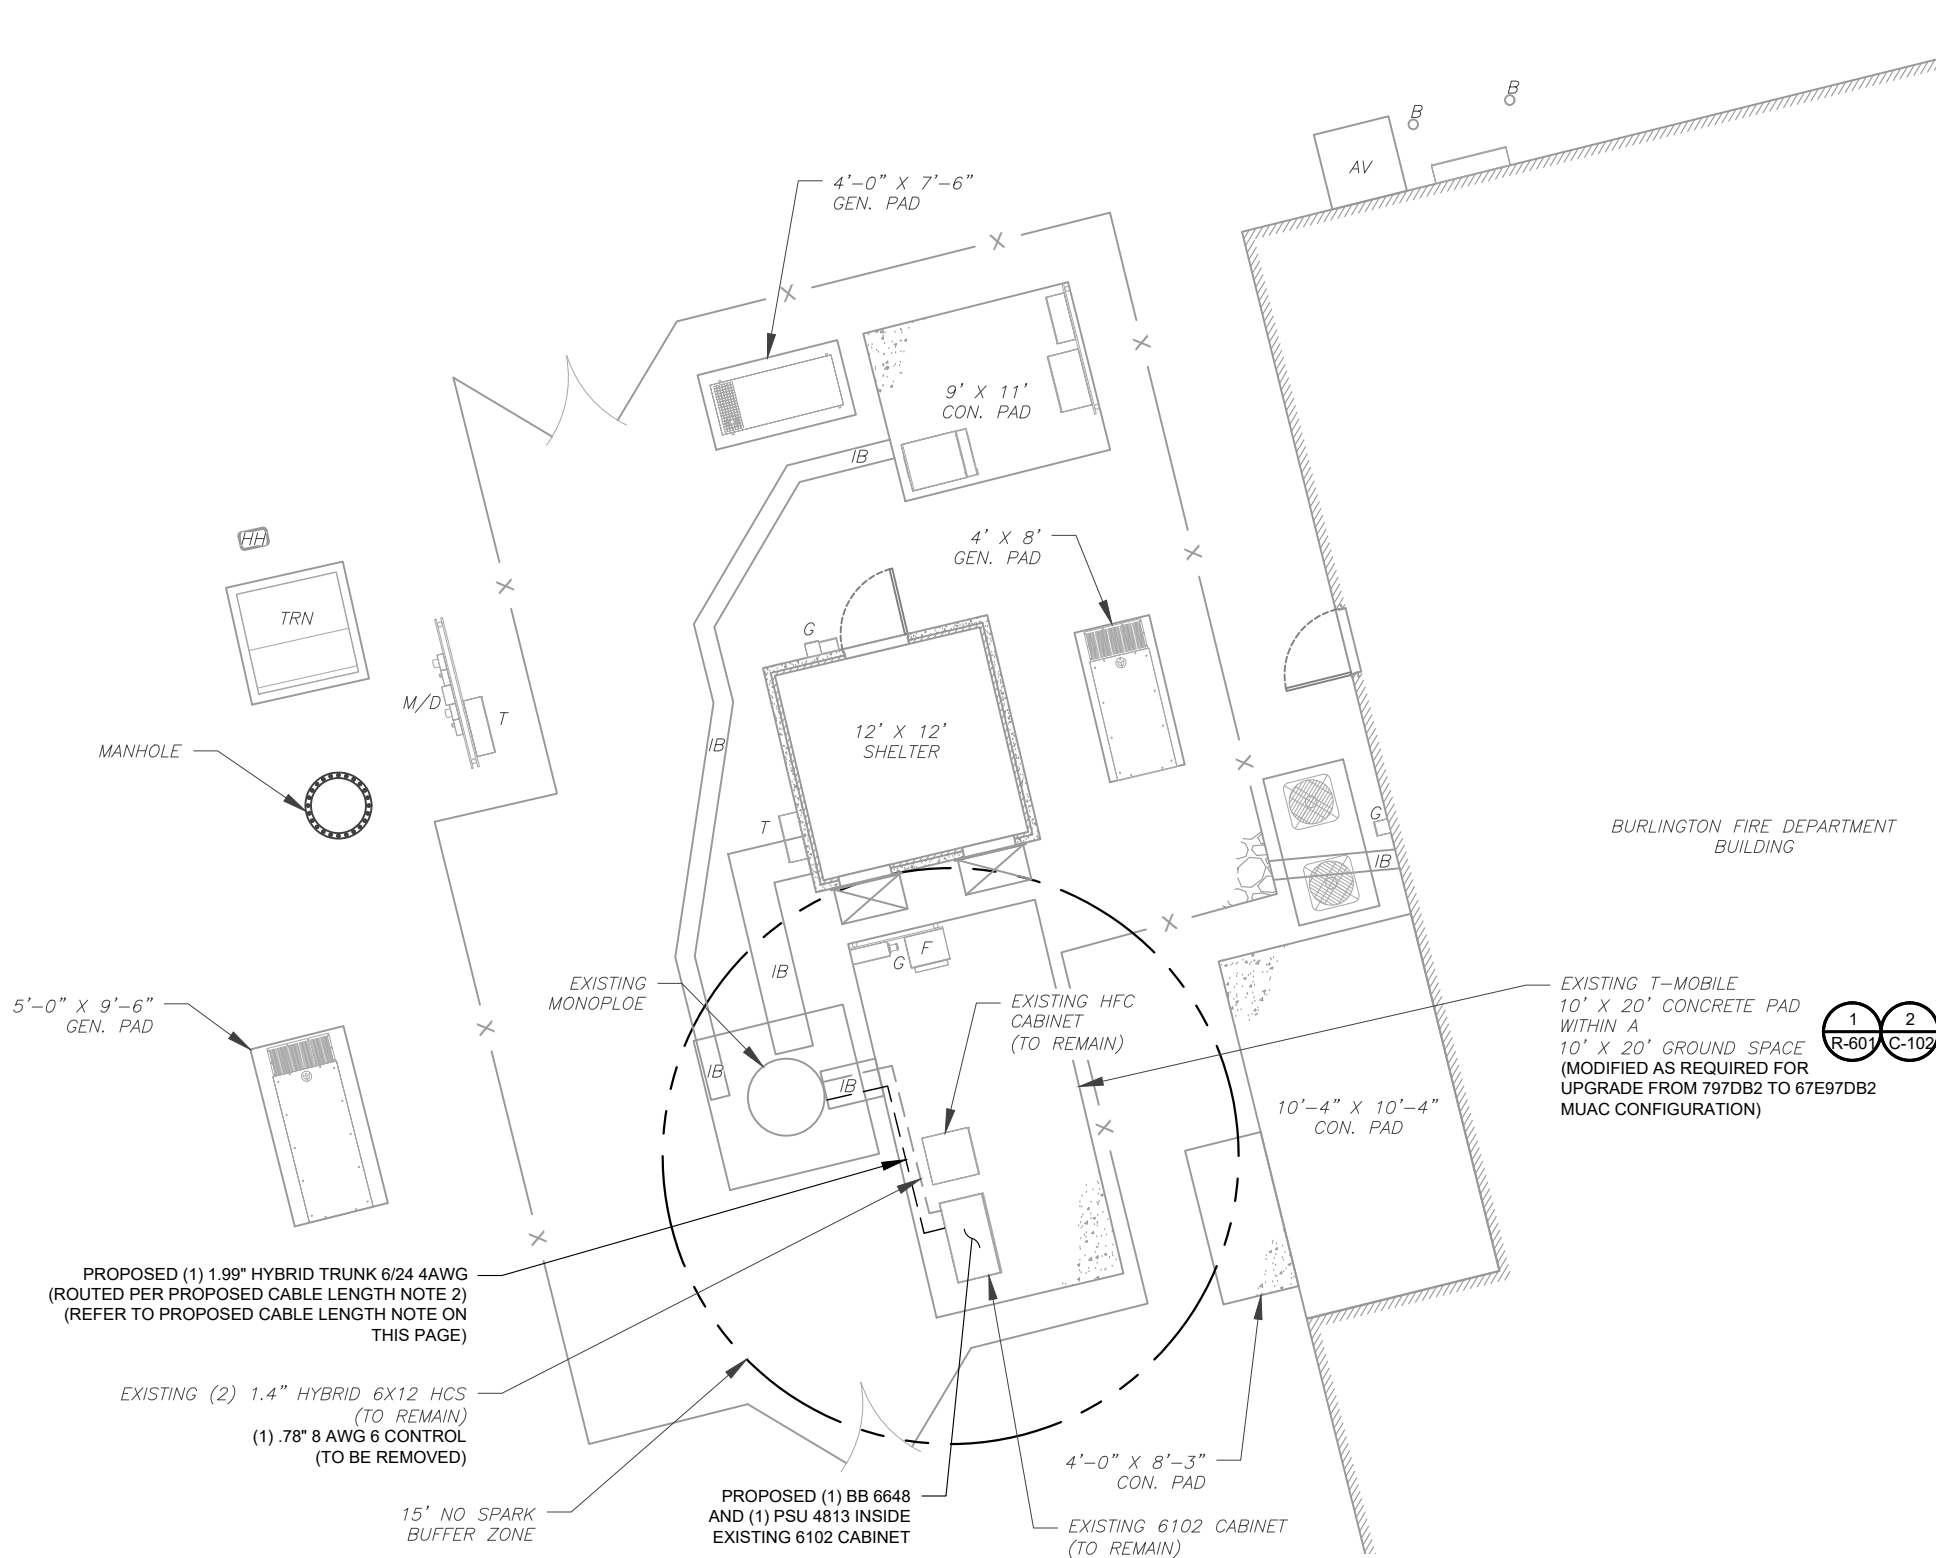 B
B
AV
4'-0" X 7'-6"
GEN. PAD
X
X
X
9' X 11'
CON. PAD
IB
HH
4' X 8'
GEN. PAD
X
X
TRN
G
M/D
T
12' X 12'
SHELTER
IB
MANHOLE
X
G
T
BURLINGTON FIRE DEPARTMENT
BUILDING
IB
X
F
G
IB
EXISTING
MONOPLOE
5'-0" X 9'-6"
GEN. PAD
EXISTING HFC
CABINET
(TO REMAIN)
EXISTING T-MOBILE
10' X 20' CONCRETE PAD
WITHIN A
10' X 20' GROUND SPACE
(MODIFIED AS REQUIRED FOR
UPGRADE FROM 797DB2 TO 67E97DB2
MUAC CONFIGURATION)
1
R-601
2
C-102
X
IB
IB
X
10'-4" X 10'-4"
CON. PAD
X
PROPOSED (1) 1.99" HYBRID TRUNK 6/24 4AWG
(ROUTED PER PROPOSED CABLE LENGTH NOTE 2)
(REFER TO PROPOSED CABLE LENGTH NOTE ON
THIS PAGE)
EXISTING (2) 1.4" HYBRID 6X12 HCS
(TO REMAIN)
(1) .78" 8 AWG 6 CONTROL
(TO BE REMOVED)
15' NO SPARK
BUFFER ZONE
PROPOSED (1) BB 6648
AND (1) PSU 4813 INSIDE
EXISTING 6102 CABINET
4'-0" X 8'-3"
CON. PAD
EXISTING 6102 CABINET
(TO REMAIN)